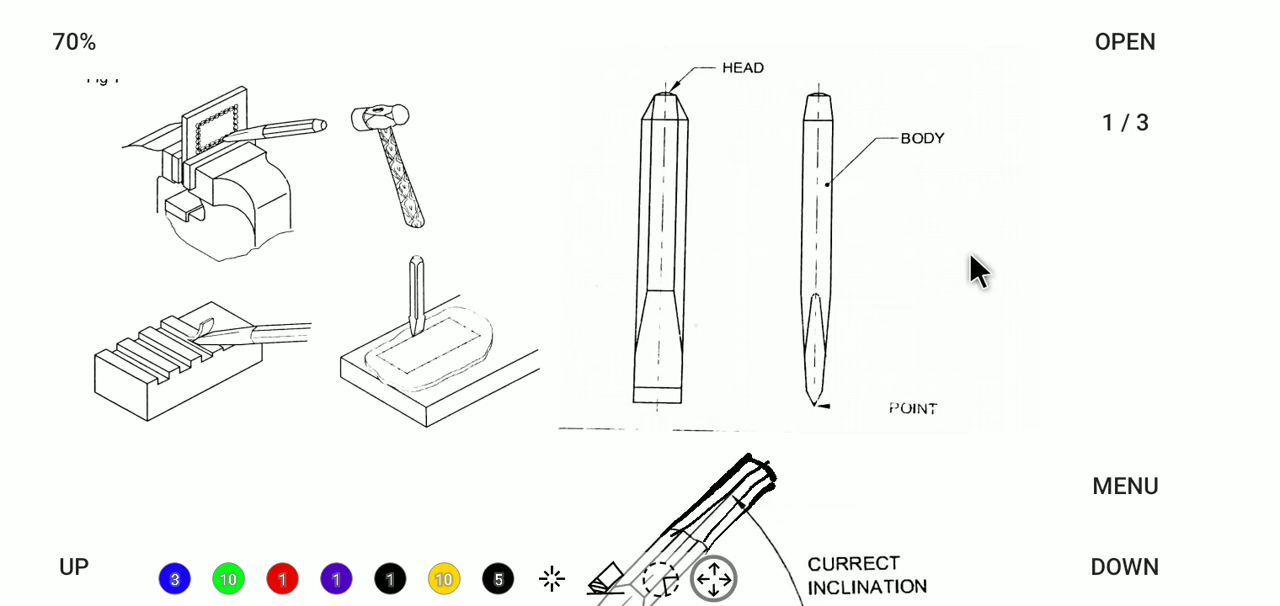 70%
OPEN
1 / 3
HEAD
BODY
POINT
MENU
UP
3
10
1
1
1
10
5
CURRECT
INCLINATION
DOWN